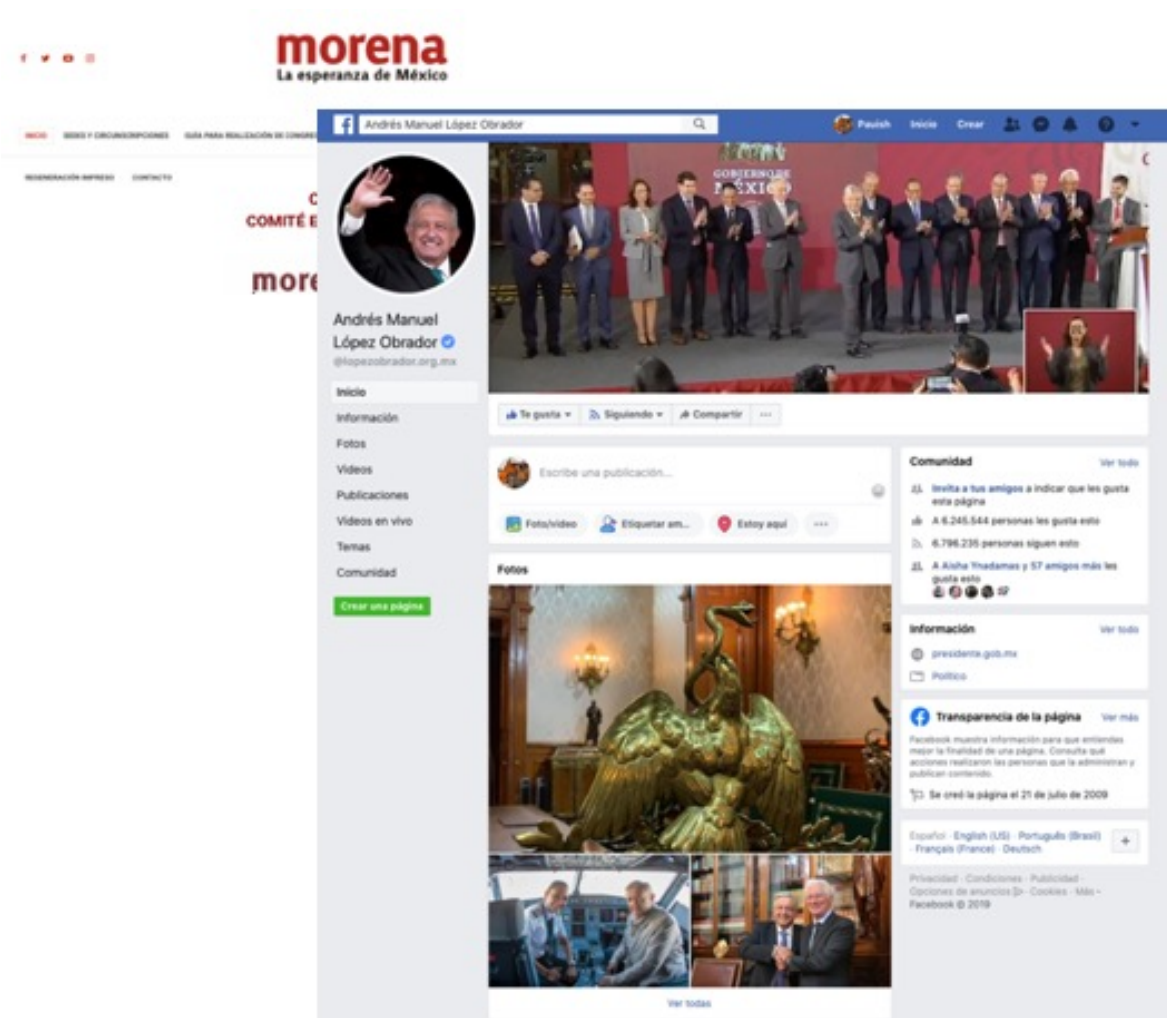 morena
La esperanza de México
INICIO SEDES Y CIRCUNSCRIPCIONES GUÍA PARA REALIZACIÓN DE CONGRE
REGENERACIÓN IMPRESO CONTACTO
C
COMITÉ E
more
Andrés Manuel López Obrador
Pauish Inicio Crear
GOBIERNO DE
MÉXICO
Andrés Manuel
López Obrador
@lopezobrador.org.mx
Inicio
Información
Fotos
Videos
Publicaciones
Videos en vivo
Temas
Comunidad
Crear una página
Te gusta Siguiendo Compartir ...
Escribe una publicación...
Foto/video Etiquetar am... Estoy aquí ...
Fotos
Ver todas
Comunidad Ver todo
Invita a tus amigos a indicar que les gusta
esta página
A 6.245.544 personas les gusta esto
6.796.235 personas siguen esto
A Aisha Ynadamas y 57 amigos más les
gusta esto
Información Ver todo
presidente.gob.mx
Político
Transparencia de la página Ver más
Facebook muestra información para que entiendas
mejor la finalidad de una página. Consulta qué
acciones realizaron las personas que la administran y
publican contenido.
Se creó la página el 21 de julio de 2009
Español · English (US) · Português (Brasil)
· Français (France) · Deutsch
Privacidad · Condiciones · Publicidad ·
Opciones de anuncios · Cookies · Más
Facebook © 2019